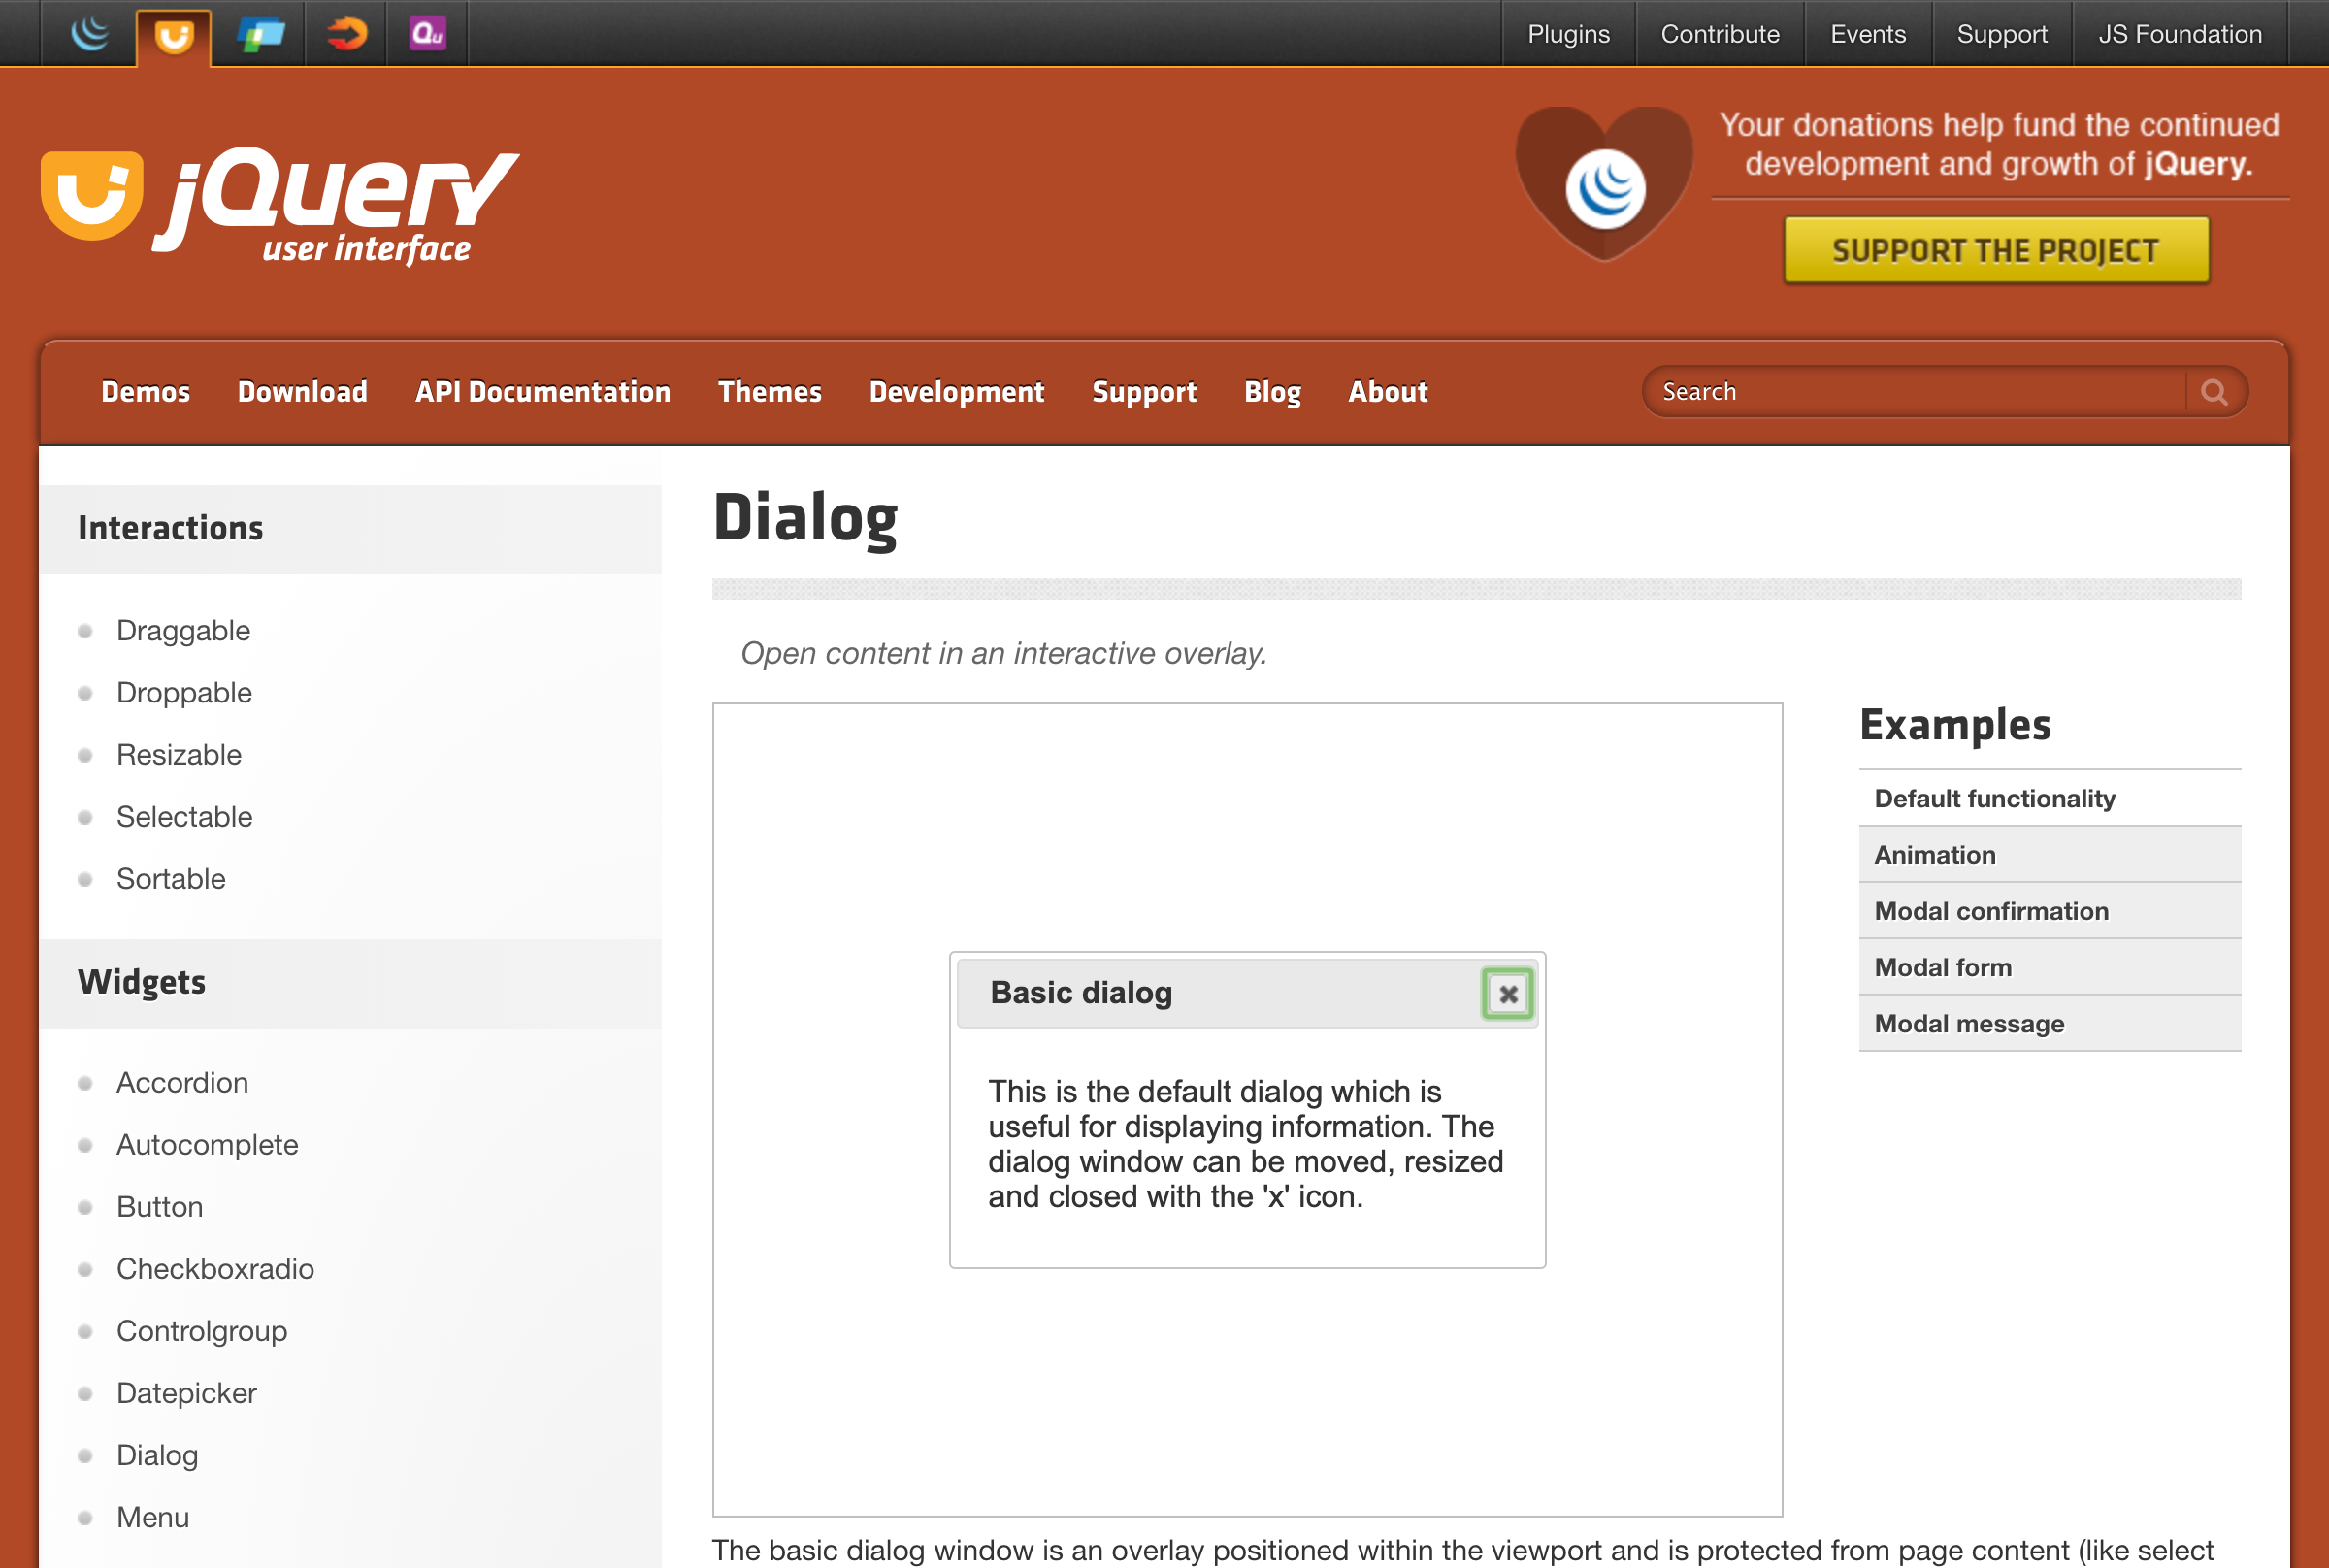 Qu
Plugins
Contribute
Events
Support
JS Foundation
jQuery
user interface
Your donations help fund the continued
development and growth of jQuery.
SUPPORT THE PROJECT
Demos
Download
API Documentation
Themes
Development
Support
Blog
About
Search
Interactions
Draggable
Droppable
Resizable
Selectable
Sortable
Widgets
Accordion
Autocomplete
Button
Checkboxradio
Controlgroup
Datepicker
Dialog
Menu
Dialog
Open content in an interactive overlay.
Basic dialog
This is the default dialog which is
useful for displaying information. The
dialog window can be moved, resized
and closed with the 'x' icon.
Examples
Default functionality
Animation
Modal confirmation
Modal form
Modal message
The basic dialog window is an overlay positioned within the viewport and is protected from page content (like select